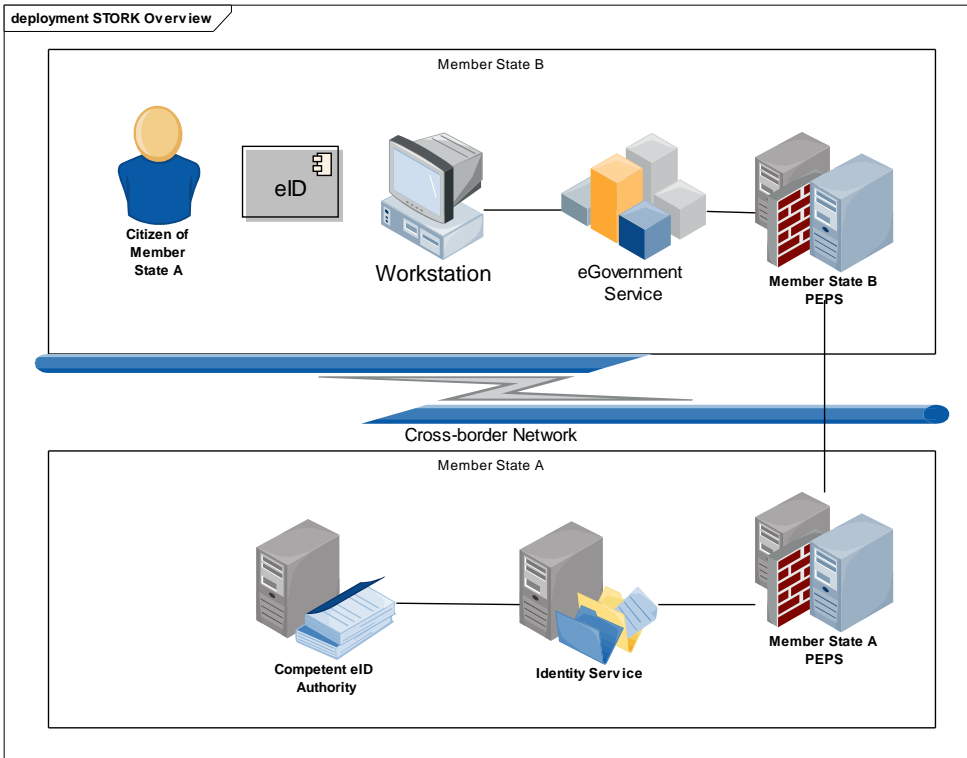 deployment STORK Overview
Member State B
Citizen of
Member
State A
eID
Workstation
eGovernment
Service
Member State B
PEPS
Cross-border Network
Member State A
Competent eID
Authority
Identity Service
Member State A
PEPS